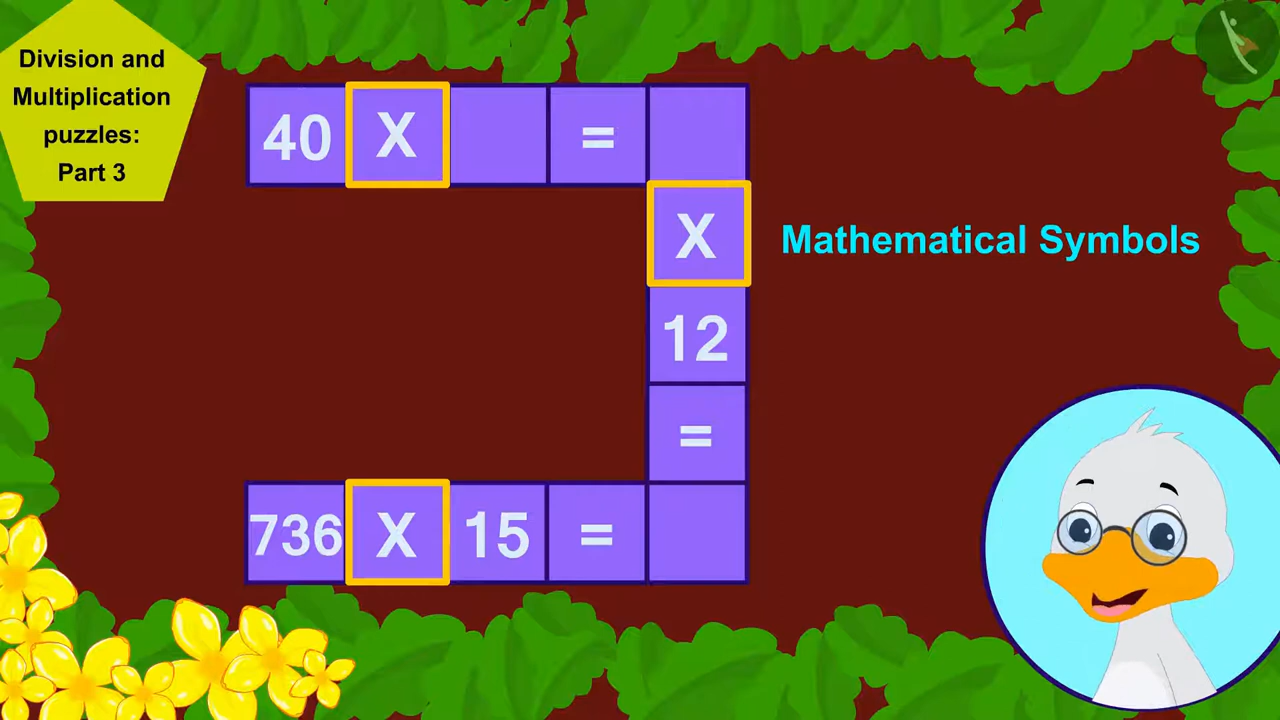 Division and
Multiplication
puzzles:
Part 3
40 X =
X
Mathematical Symbols
12
=
736 X 15 =